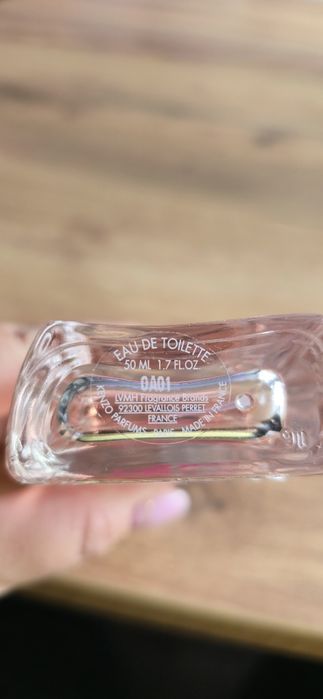 EAU DE TOILETTE
50 ML 1.7 FL.OZ.
0A01
LVMH Fragrance Brands
92300 LEVALLOIS PERRET
FRANCE
KENZO PARFUMS PARIS MADE IN FRANCE